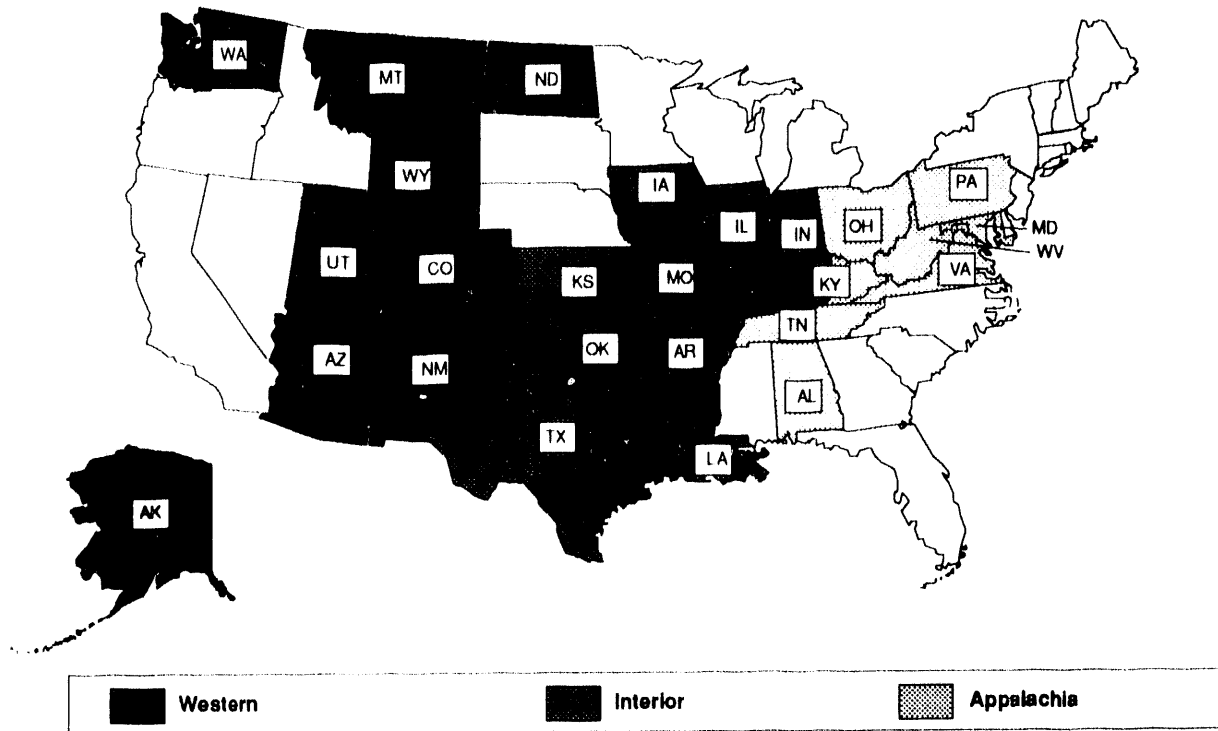 WA
MT
ND
WY
IA
PA
IL
IN
OH
MD
WV
UT
CO
KS
MO
KY
VA
TN
AZ
NM
OK
AR
AL
TX
LA
AK
Western
Interior
Appalachia